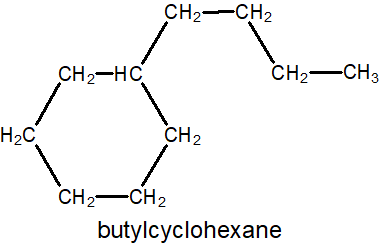 CH₂ CH₂
CH₂ HC CH₂ CH₃
H₂C CH₂
CH₂ CH₂
butylcyclohexane